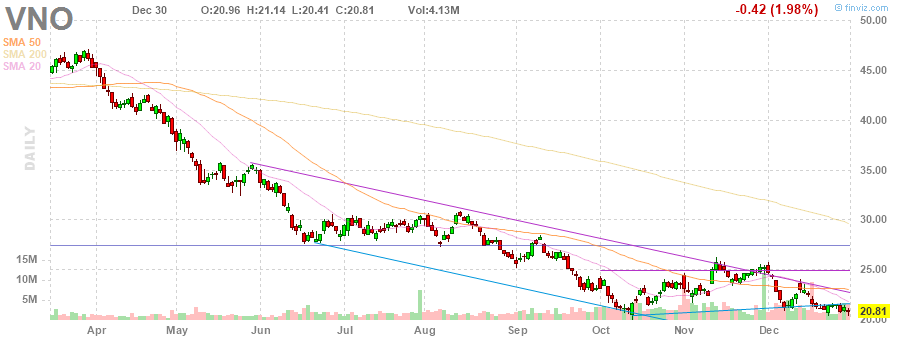 VNO Dec 30 O:20.96 H:21.14 L:20.41 C:20.81 Vol:4.13M -0.42 (1.98%) finviz.com
SMA 50
SMA 200
SMA 20
DAILY
50.00
45.00
40.00
35.00
30.00
25.00
20.81
20.00
15M
10M
5M
Apr May Jun Jul Aug Sep Oct Nov Dec